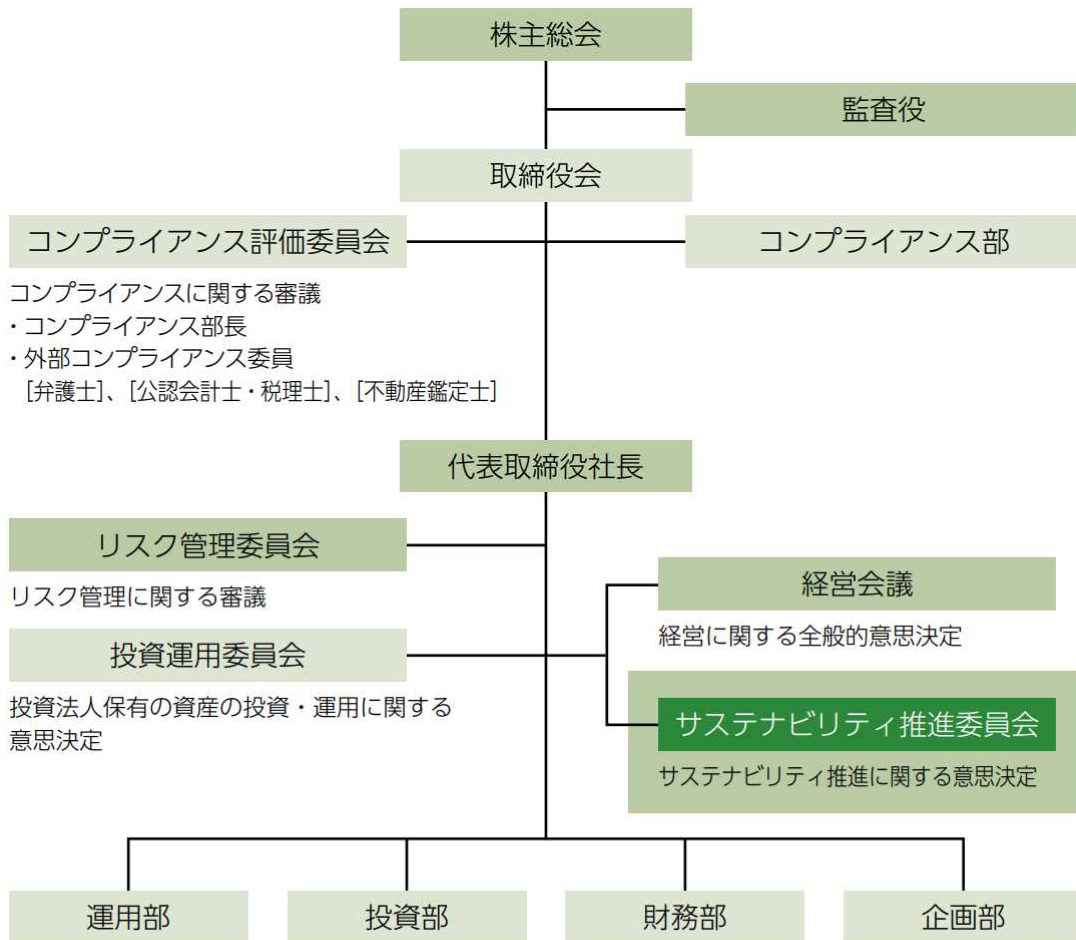 株主総会
監査役
取締役会
コンプライアンス評価委員会
コンプライアンス部
コンプライアンスに関する審議
・コンプライアンス部長
・外部コンプライアンス委員
[弁護士]、[公認会計士・税理士]、[不動産鑑定士]
代表取締役社長
リスク管理委員会
リスク管理に関する審議
経営会議
経営に関する全般的意思決定
投資運用委員会
投資法人保有の資産の投資・運用に関する
意思決定
サステナビリティ推進委員会
サステナビリティ推進に関する意思決定
運用部
投資部
財務部
企画部